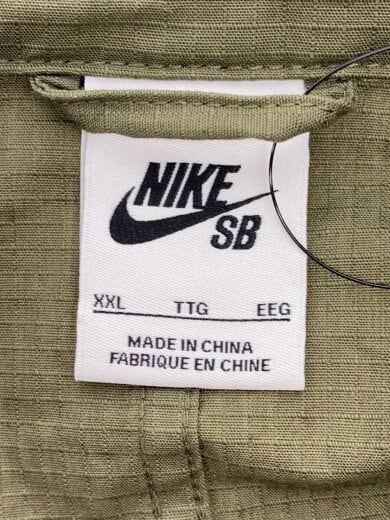 NIKE
SB
XXL TTG EEG
MADE IN CHINA
FABRIQUE EN CHINE